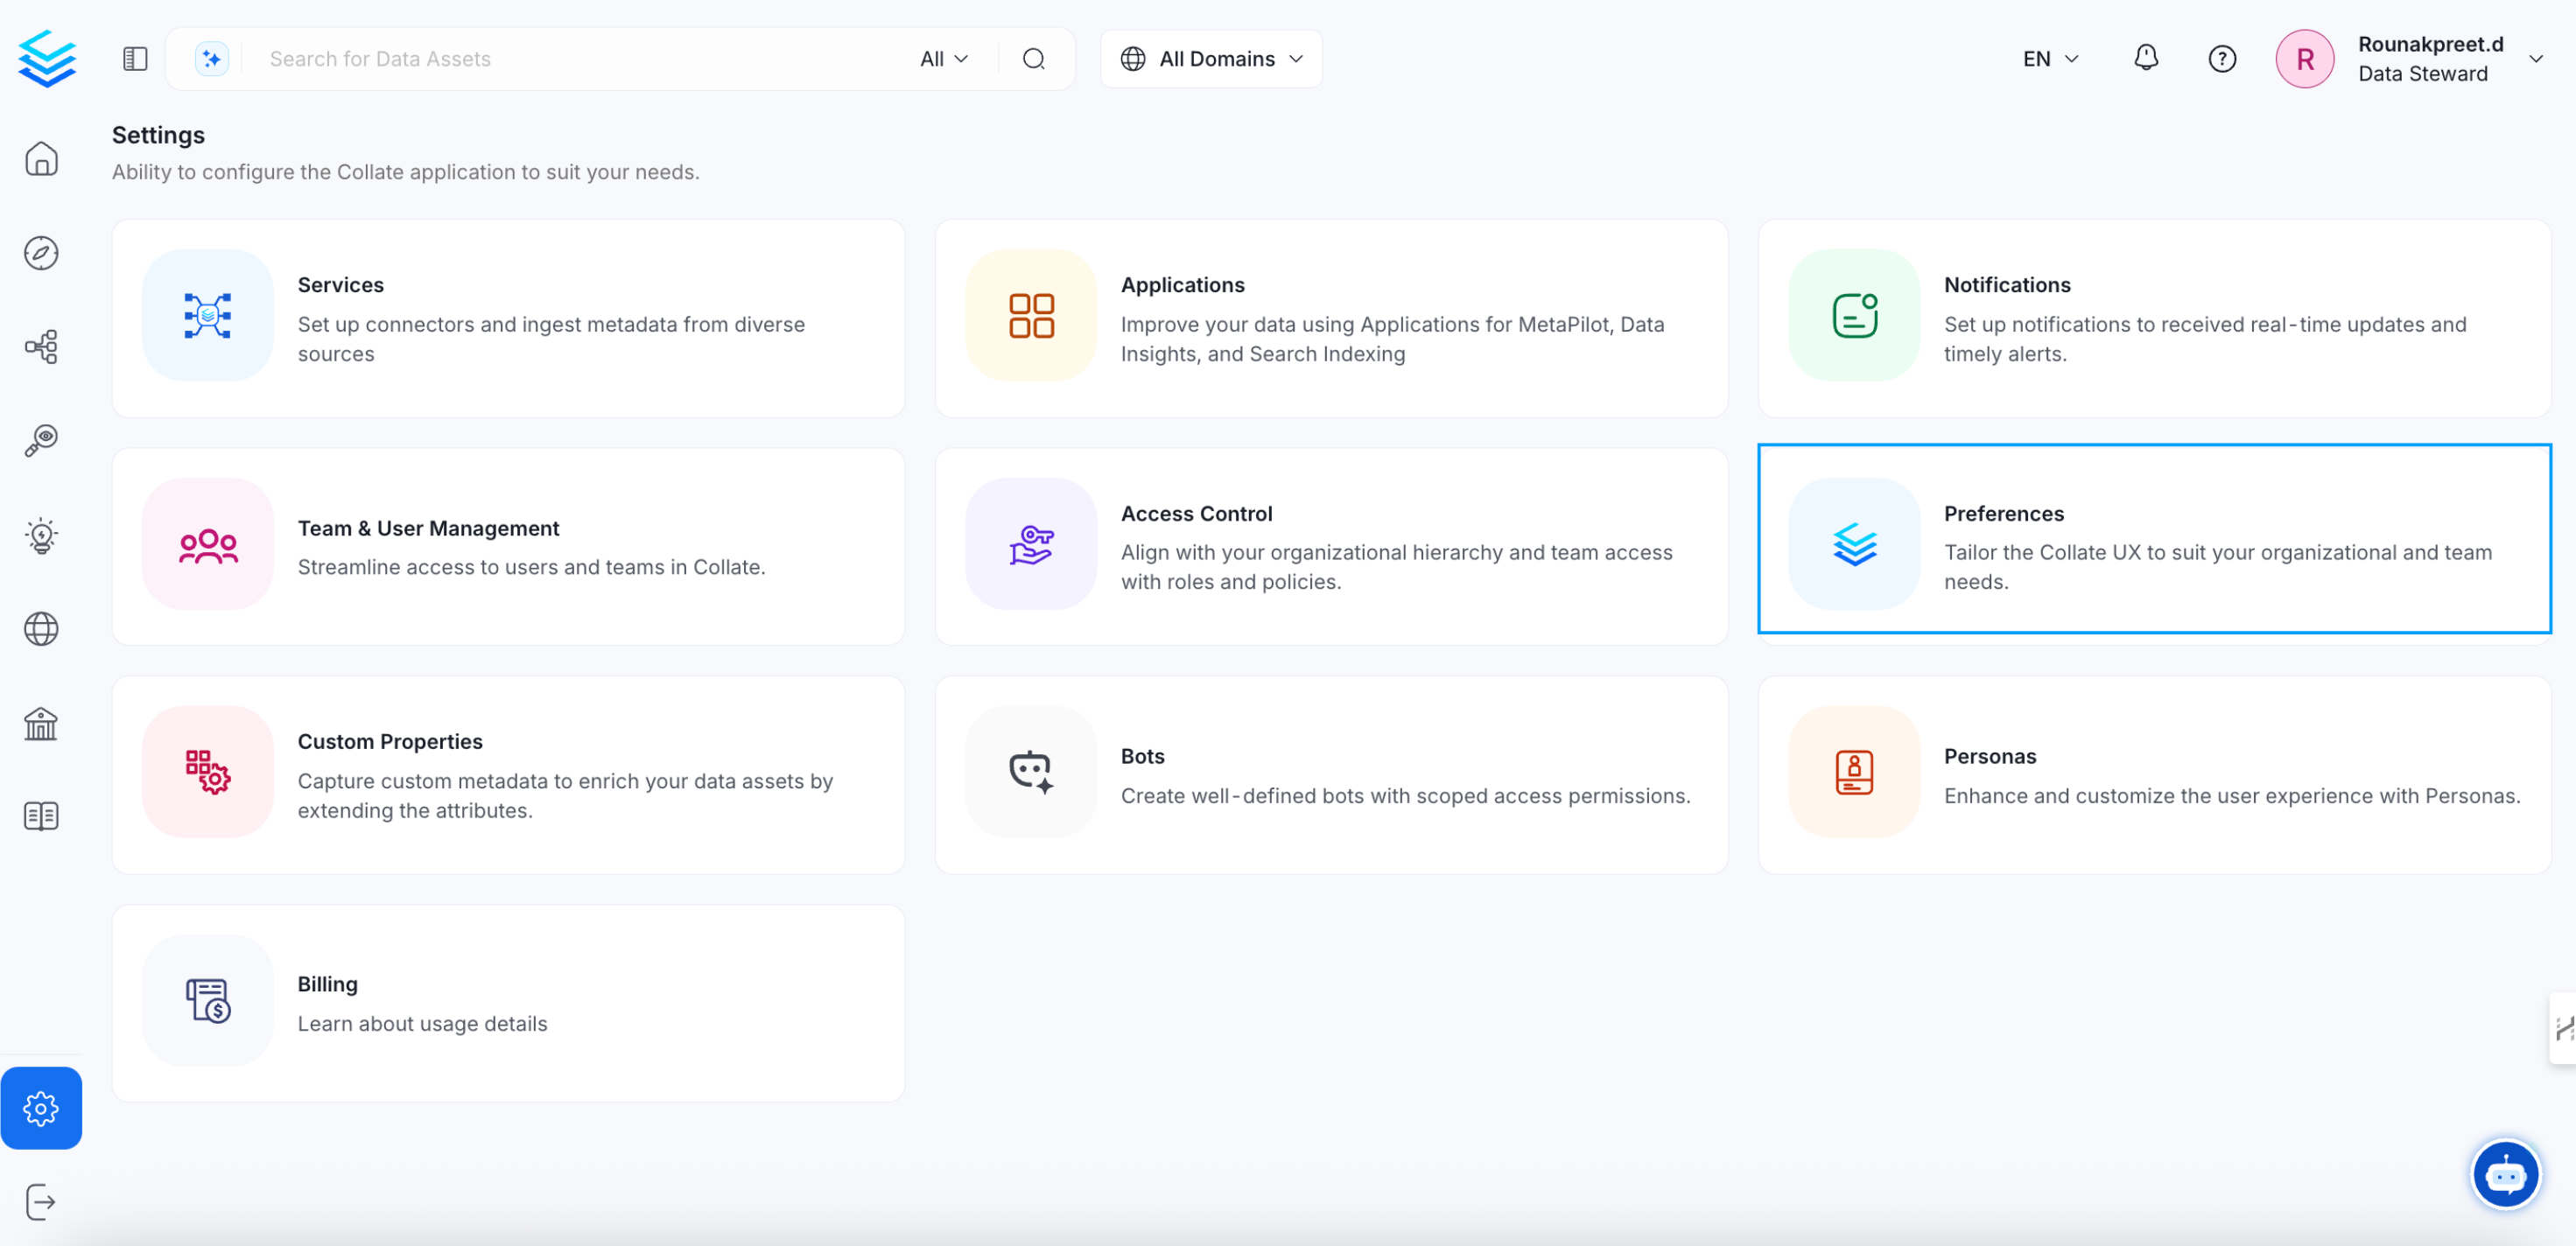 Search for Data Assets
All
All Domains
EN
R
Rounakpreet.d
Data Steward
Settings
Ability to configure the Collate application to suit your needs.
Services
Set up connectors and ingest metadata from diverse
sources
Applications
Improve your data using Applications for MetaPilot, Data
Insights, and Search Indexing
Notifications
Set up notifications to received real-time updates and
timely alerts.
Team & User Management
Streamline access to users and teams in Collate.
Access Control
Align with your organizational hierarchy and team access
with roles and policies.
Preferences
Tailor the Collate UX to suit your organizational and team
needs.
Custom Properties
Capture custom metadata to enrich your data assets by
extending the attributes.
Bots
Create well-defined bots with scoped access permissions.
Personas
Enhance and customize the user experience with Personas.
Billing
Learn about usage details